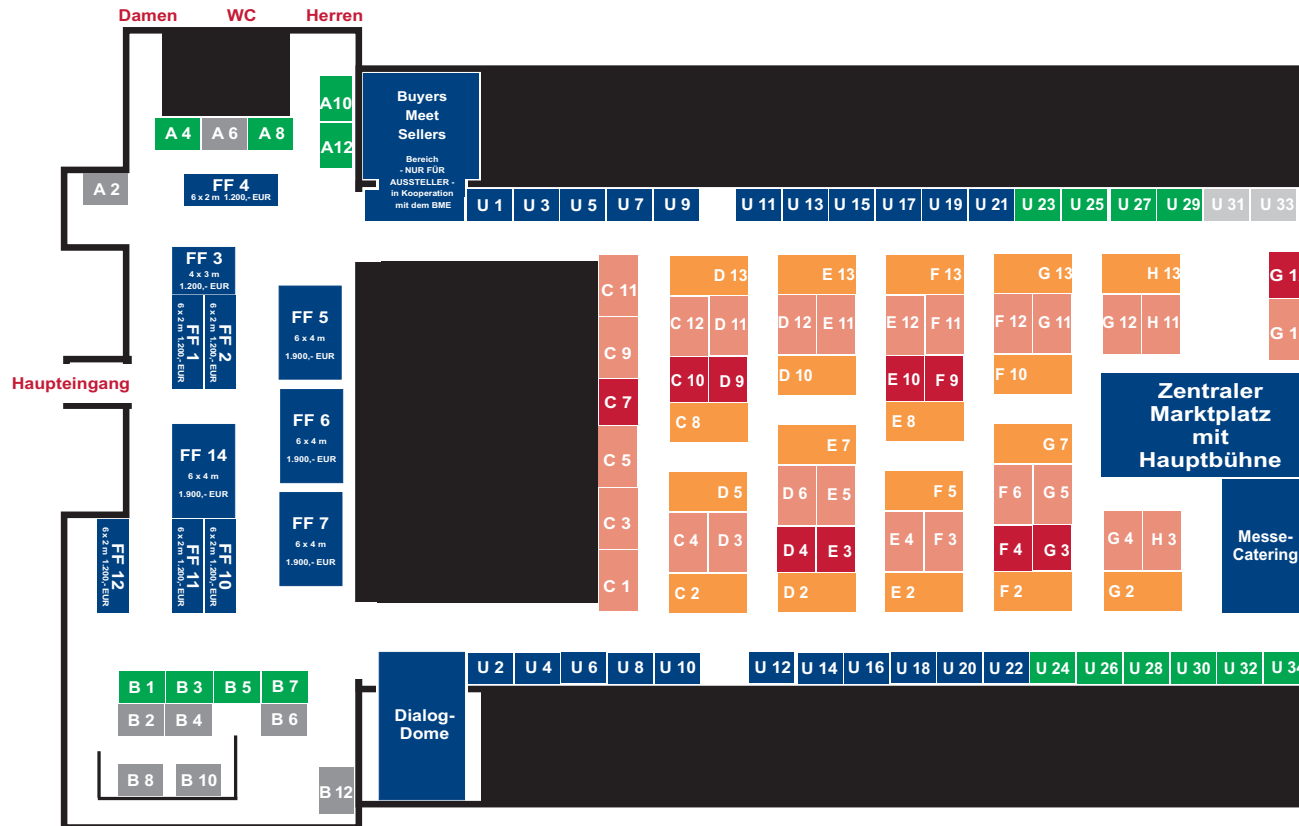 Damen WC Herren
A10
A12
A 4 A 6 A 8
A 2
FF 4
6 x 2 m 1.200,- EUR
Buyers
Meet
Sellers
Bereich
- NUR FÜR
AUSSTELLER -
in Kooperation
mit dem BME
U 1 U 3 U 5 U 7 U 9 U 11 U 13 U 15 U 17 U 19 U 21 U 23 U 25 U 27 U 29 U 31 U 33
FF 3
4 x 3 m
1.200,- EUR
FF 1
6 x 2 m 1.200,- EUR
FF 2
6 x 2 m 1.200,- EUR
FF 5
6 x 4 m
1.900,- EUR
Haupteingang
FF 6
6 x 4 m
1.900,- EUR
FF 14
6 x 4 m
1.900,- EUR
FF 7
6 x 4 m
1.900,- EUR
FF 12
6 x 2 m 1.200,- EUR
FF 11
6 x 2 m 1.200,- EUR
FF 10
6 x 2 m 1.200,- EUR
C 11
C 9
C 7
C 5
C 3
C 1
D 13 E 13 F 13 G 13 H 13
C 12 D 11 D 12 E 11 E 12 F 11 F 12 G 11 G 12 H 11
C 10 D 9 D 10 E 10 F 9 F 10
C 8 E 8
E 7 G 7
D 6 E 5 F 6 G 5
D 5 F 5
C 4 D 3 D 4 E 3 E 4 F 3 F 4 G 3 G 4 H 3
C 2 D 2 E 2 F 2 G 2
G 1
G 1
Zentraler
Marktplatz
mit
Hauptbühne
Messe-
Catering
U 2 U 4 U 6 U 8 U 10 U 12 U 14 U 16 U 18 U 20 U 22 U 24 U 26 U 28 U 30 U 32 U 34
B 1 B 3 B 5 B 7
B 2 B 4 B 6
B 8 B 10 B 12
Dialog-
Dome